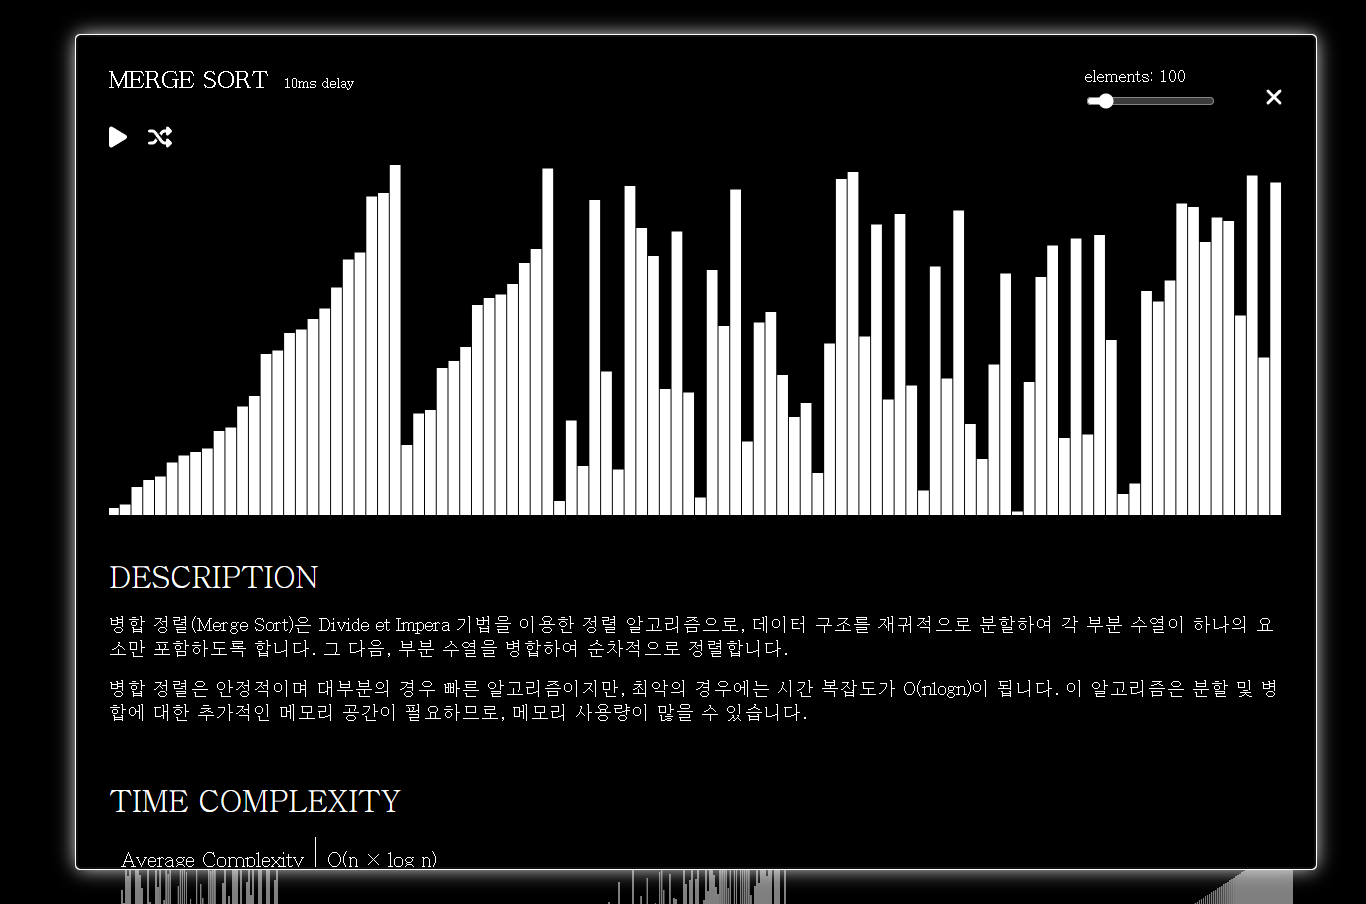 MERGE SORT 10ms delay
elements: 100
DESCRIPTION
병합 정렬(Merge Sort)은 Divide et Impera 기법을 이용한 정렬 알고리즘으로, 데이터 구조를 재귀적으로 분할하여 각 부분 수열이 하나의 요
소만 포함하도록 합니다. 그 다음, 부분 수열을 병합하여 순차적으로 정렬합니다.
병합 정렬은 안정적이며 대부분의 경우 빠른 알고리즘이지만, 최악의 경우에는 시간 복잡도가 O(nlogn)이 됩니다. 이 알고리즘은 분할 및 병
합에 대한 추가적인 메모리 공간이 필요하므로, 메모리 사용량이 많을 수 있습니다.
TIME COMPLEXITY
Average Complexity O(n × log n)